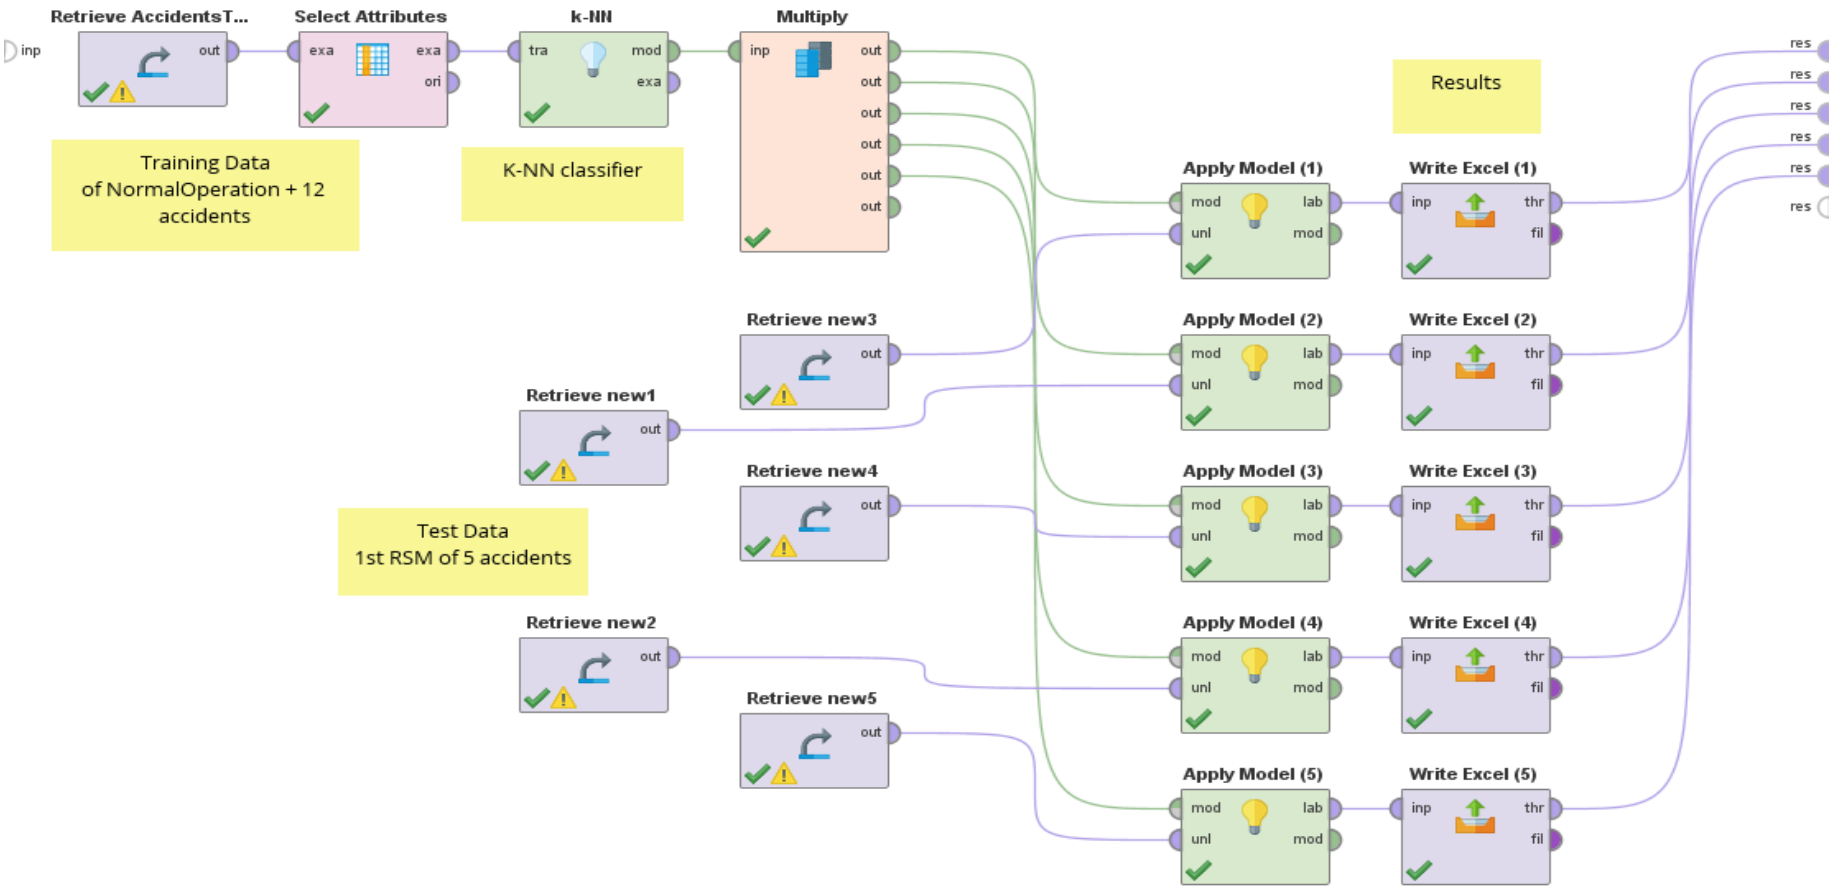 Retrieve AccidentsT...
Select Attributes
k-NN
Multiply
inp
out
exa
exa
ori
tra
mod
exa
inp
out
out
out
out
out
out
Training Data
of NormalOperation + 12
accidents
K-NN classifier
Results
res
res
res
res
res
res
Apply Model (1)
mod
lab
unl
mod
Write Excel (1)
inp
thr
fil
Retrieve new3
out
Apply Model (2)
mod
lab
unl
mod
Write Excel (2)
inp
thr
fil
Retrieve new1
out
Retrieve new4
out
Apply Model (3)
mod
lab
unl
mod
Write Excel (3)
inp
thr
fil
Test Data
1st RSM of 5 accidents
Retrieve new2
out
Apply Model (4)
mod
lab
unl
mod
Write Excel (4)
inp
thr
fil
Retrieve new5
out
Apply Model (5)
mod
lab
unl
mod
Write Excel (5)
inp
thr
fil